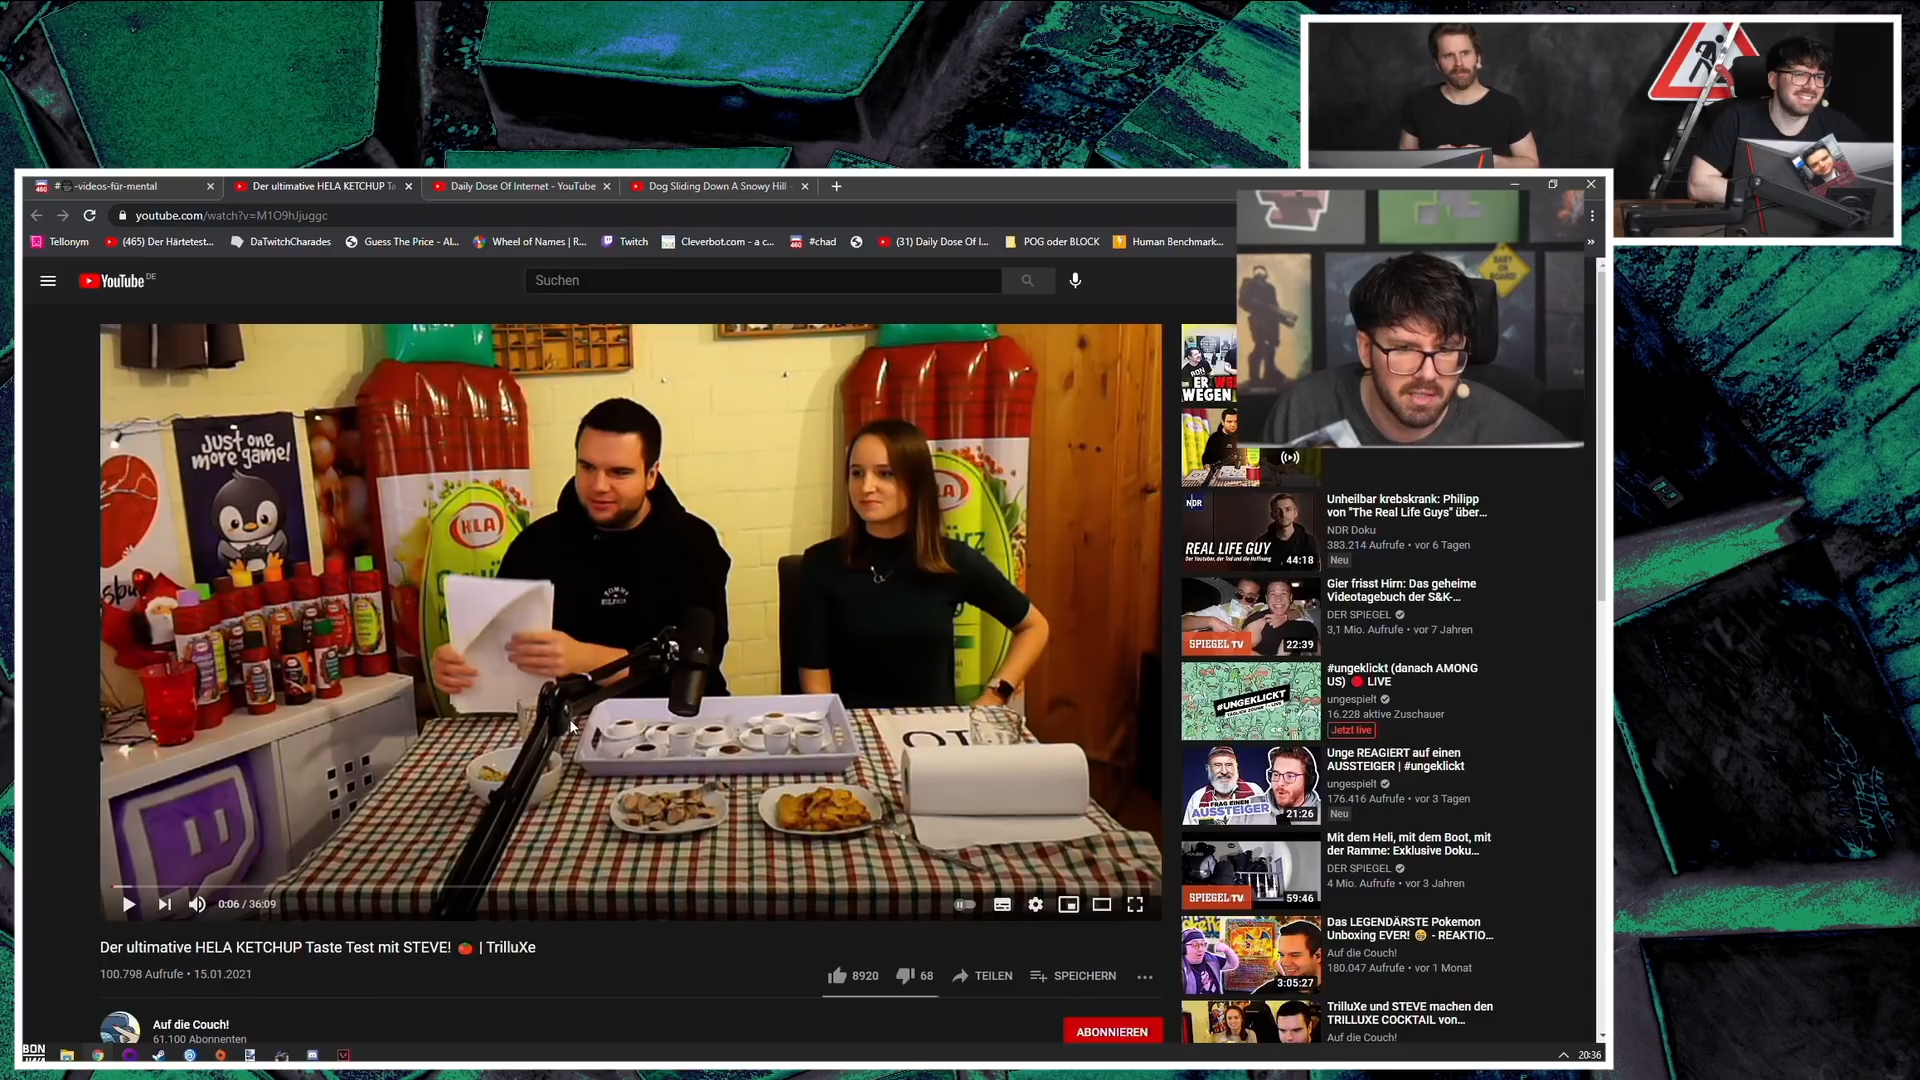 #-videos-für-mental
Der ultimative HELA KETCHUP Ta
Daily Dose Of Internet - YouTube
Dog Sliding Down A Snowy Hill
youtube.com/watch?v=M1O9hJjuggc
Tellonym
(465) Der Härtetest...
DaTwitchCharades
Guess The Price - Al...
Wheel of Names | R...
Twitch
Cleverbot.com - a c...
#chad
(31) Daily Dose Of I...
POG oder BLOCK
Human Benchmark...
YouTube DE
Suchen
BABY
ON
BOARD!
Just one
more game!
HLA
TOMMY
HILFIGER
ER WE
WEGEN
NDR
REAL LIFE GUY
44:18
Unheilbar krebskrank: Philipp
von "The Real Life Guys" über...
NDR Doku
383.214 Aufrufe • vor 6 Tagen
Neu
SPIEGEL TV
22:39
Gier frisst Hirn: Das geheime
Videotagebuch der S&K-...
DER SPIEGEL
3,1 Mio. Aufrufe • vor 7 Jahren
#UNGEKLICKT
#ungeklickt (danach AMONG
US) 🔴 LIVE
ungespielt
16.228 aktive Zuschauer
Jetzt live
FRAG EINEN
AUSSTEIGER
21:26
Unge REAGIERT auf einen
AUSSTEIGER | #ungeklickt
ungespielt
176.416 Aufrufe • vor 3 Tagen
Neu
SPIEGEL TV
59:46
Mit dem Heli, mit dem Boot, mit
der Ramme: Exklusive Doku...
DER SPIEGEL
4 Mio. Aufrufe • vor 3 Jahren
3:05:27
Das LEGENDÄRSTE Pokemon
Unboxing EVER! 😁 - REAKTIO...
Auf die Couch!
180.047 Aufrufe • vor 1 Monat
TrilluXe und STEVE machen den
TRILLUXE COCKTAIL von...
Auf die Couch!
0:06 / 36:09
Der ultimative HELA KETCHUP Taste Test mit STEVE! 🍅 | TrilluXe
100.798 Aufrufe • 15.01.2021
8920
68
TEILEN
SPEICHERN
Auf die Couch!
61.100 Abonnenten
ABONNIEREN
20:36